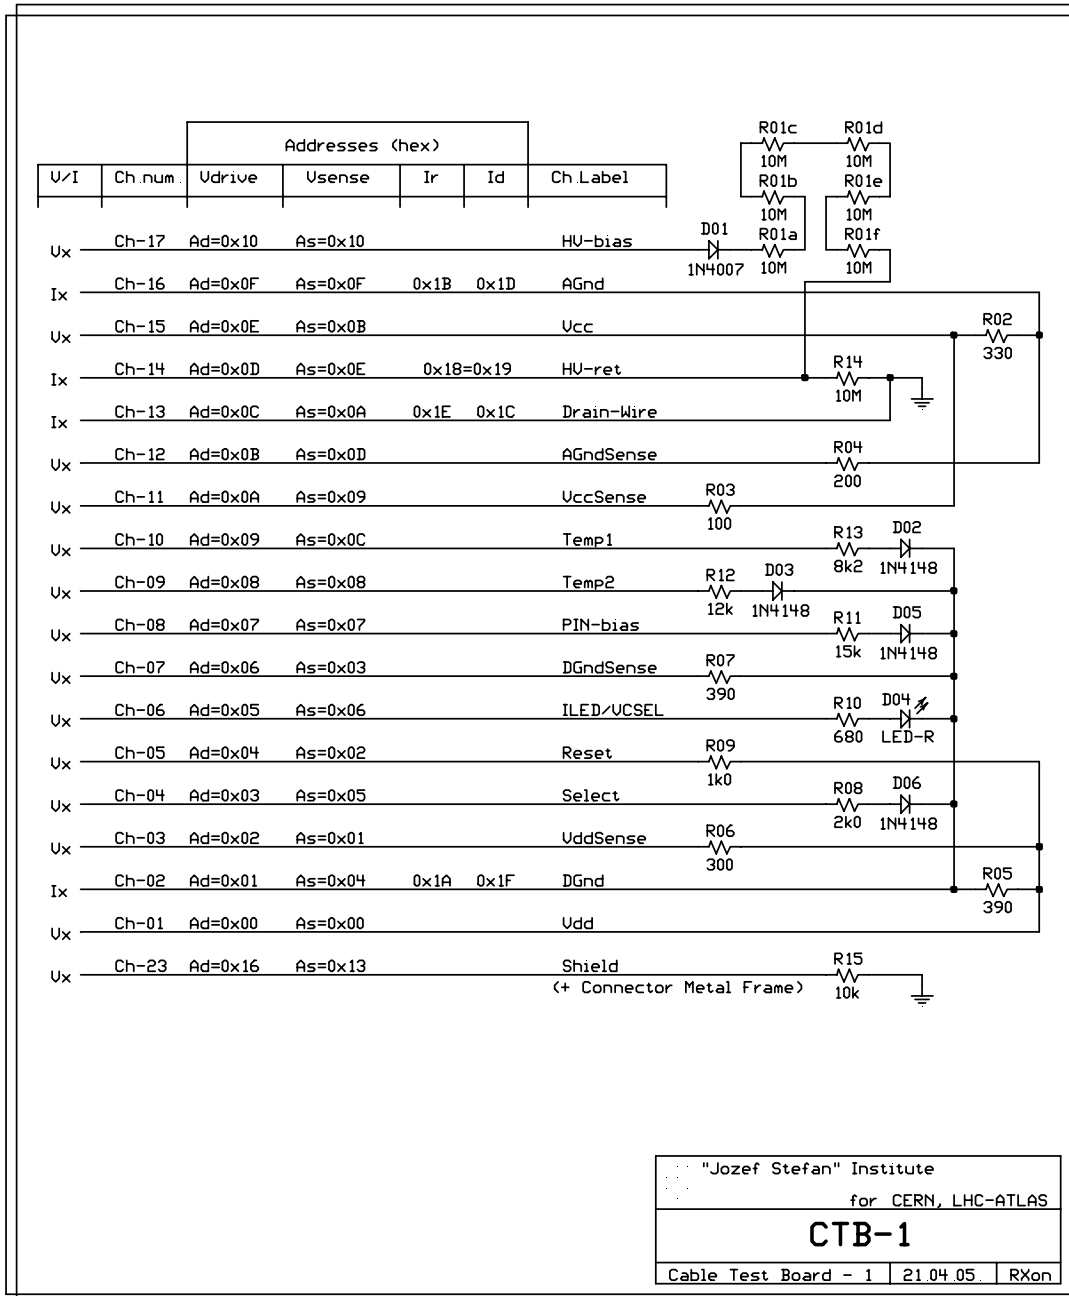 R01c R01d
Addresses (hex)
10M 10M
V/I Ch.num. Vdrive Vsense Ir Id Ch.Label
R01b R01e
10M 10M
D01 R01a R01f
Vx Ch-17 Ad=0x10 As=0x10 HV-bias
1N4007 10M 10M
Ix Ch-16 Ad=0x0F As=0x0F 0x1B 0x1D AGnd
R02
Vx Ch-15 Ad=0x0E As=0x0B Vcc
330
R14
Ix Ch-14 Ad=0x0D As=0x0E 0x18=0x19 HV-ret
10M
Ix Ch-13 Ad=0x0C As=0x0A 0x1E 0x1C Drain-Wire
R04
Vx Ch-12 Ad=0x0B As=0x0D AGndSense
200
R03
Vx Ch-11 Ad=0x0A As=0x09 VccSense
100
R13 D02
Vx Ch-10 Ad=0x09 As=0x0C Temp1
8k2 1N4148
R12 D03
Vx Ch-09 Ad=0x08 As=0x08 Temp2
12k 1N4148
R11 D05
Vx Ch-08 Ad=0x07 As=0x07 PIN-bias
15k 1N4148
R07
Vx Ch-07 Ad=0x06 As=0x03 DGndSense
390
R10 D04
Vx Ch-06 Ad=0x05 As=0x06 ILED/VCSEL
680 LED-R
R09
Vx Ch-05 Ad=0x04 As=0x02 Reset
1k0
R08 D06
Vx Ch-04 Ad=0x03 As=0x05 Select
2k0 1N4148
R06
Vx Ch-03 Ad=0x02 As=0x01 VddSense
300
R05
Ix Ch-02 Ad=0x01 As=0x04 0x1A 0x1F DGnd
390
Vx Ch-01 Ad=0x00 As=0x00 Vdd
R15
Vx Ch-23 Ad=0x16 As=0x13 Shield
(+ Connector Metal Frame) 10k
"Jozef Stefan" Institute
for CERN, LHC-ATLAS
CTB-1
Cable Test Board - 1 21.04.05. RXon